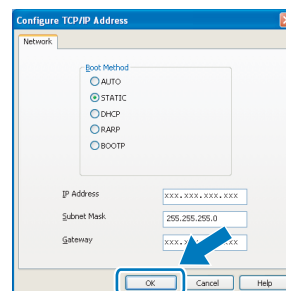 Configure TCP/IP Address
Network
Boot Method
AUTO
STATIC
DHCP
RARP
BOOTP
IP Address xxx.xxx.xxx.xxx
Subnet Mask 255.255.255.0
Gateway
OK Cancel Help